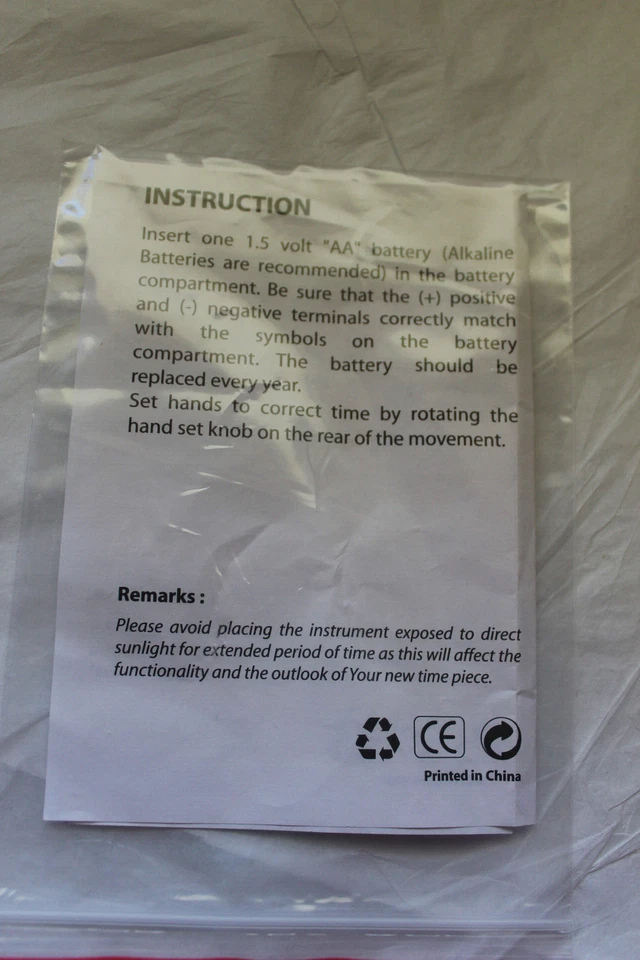 INSTRUCTION
Insert one 1.5 volt "AA" battery (Alkaline
Batteries are recommended) in the battery
compartment. Be sure that the (+) positive
and (-) negative terminals correctly match
with the symbols on the battery
compartment. The battery should be
replaced every year.
Set hands to correct time by rotating the
hand set knob on the rear of the movement.
Remarks :
Please avoid placing the instrument exposed to direct
sunlight for extended period of time as this will affect the
functionality and the outlook of Your new time piece.
CE
Printed in China